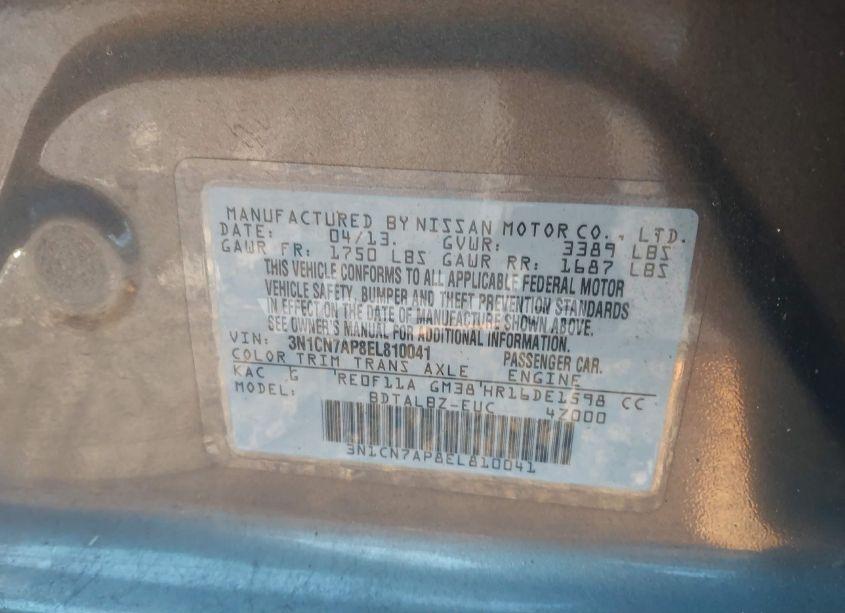 MANUFACTURED BY NISSAN MOTOR CO., LTD.
DATE: 04/13. GVWR: 3389 LBS
GAWR FR: 1750 LBS GAWR RR: 1687 LBS
THIS VEHICLE CONFORMS TO ALL APPLICABLE FEDERAL MOTOR
VEHICLE SAFETY, BUMPER AND THEFT PREVENTION STANDARDS
IN EFFECT ON THE DATE OF MANUFACTURE SHOWN ABOVE.
SEE OWNER'S MANUAL FOR ADDITIONAL INFORMATION.
VIN: 3N1CN7AP8EL810041 PASSENGER CAR.
COLOR TRIM TRANS AXLE ENGINE
KAC G 'RE0F11A GM38'HR16DE1598 CC
MODEL: BDTALBZ-EUC 4Z000
3N1CN7AP8EL810041